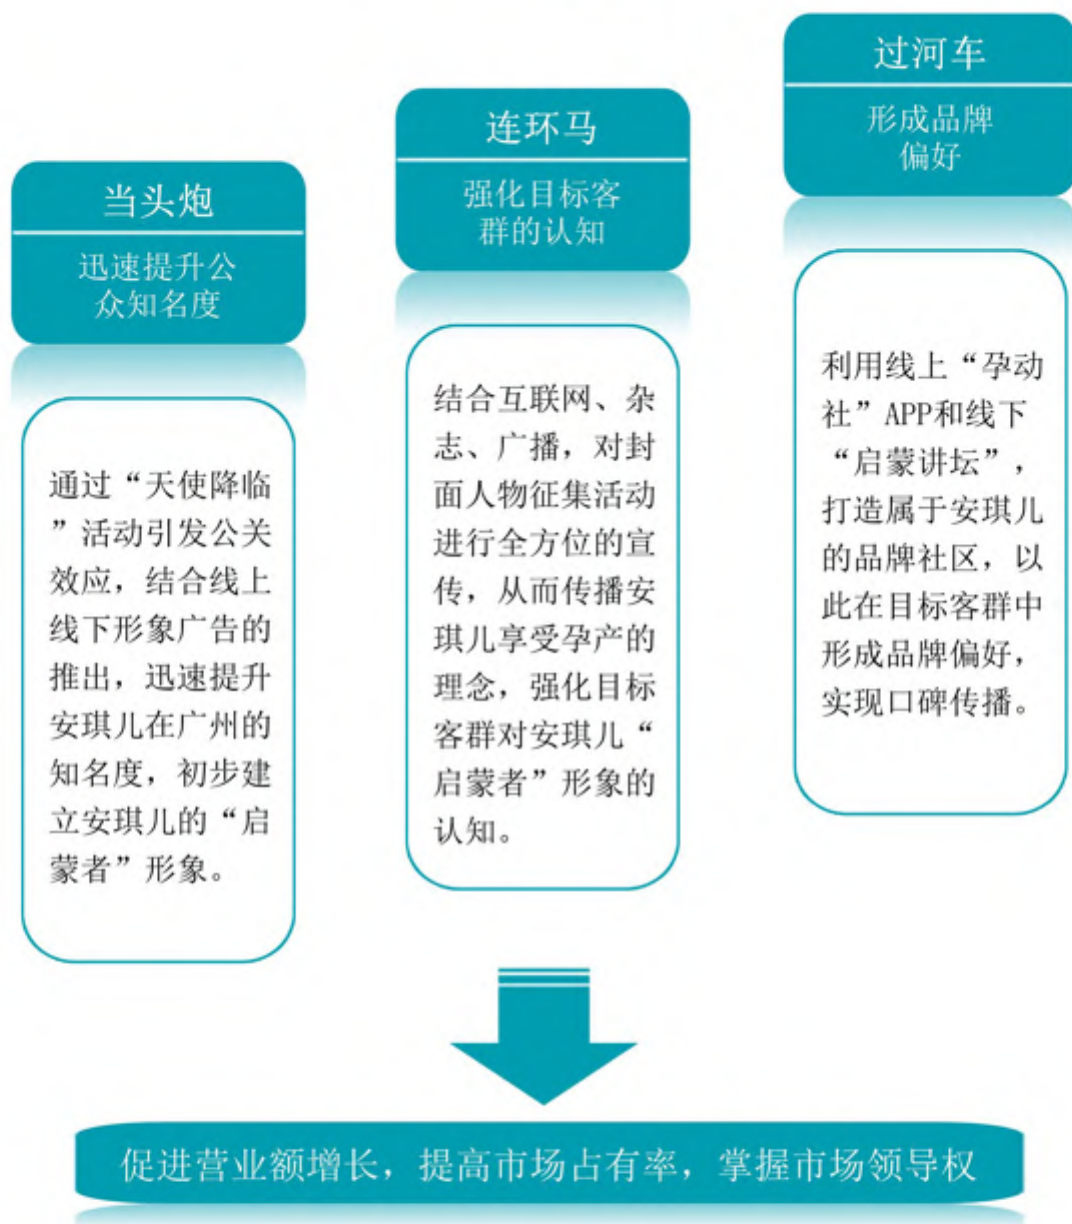 当头炮
迅速提升公
众知名度
通过“天使降临
”活动引发公关
效应，结合线上
线下形象广告的
推出，迅速提升
安琪儿在广州的
知名度，初步建
立安琪儿的“启
蒙者”形象。
连环马
强化目标客
群的认知
结合互联网、杂
志、广播，对封
面人物征集活动
进行全方位的宣
传，从而传播安
琪儿享受孕产的
理念，强化目标
客群对安琪儿“
启蒙者”形象的
认知。
过河车
形成品牌
偏好
利用线上“孕动
社”APP和线下
“启蒙讲坛”，
打造属于安琪儿
的品牌社区，以
此在目标客群中
形成品牌偏好，
实现口碑传播。
促进营业额增长，提高市场占有率，掌握市场领导权